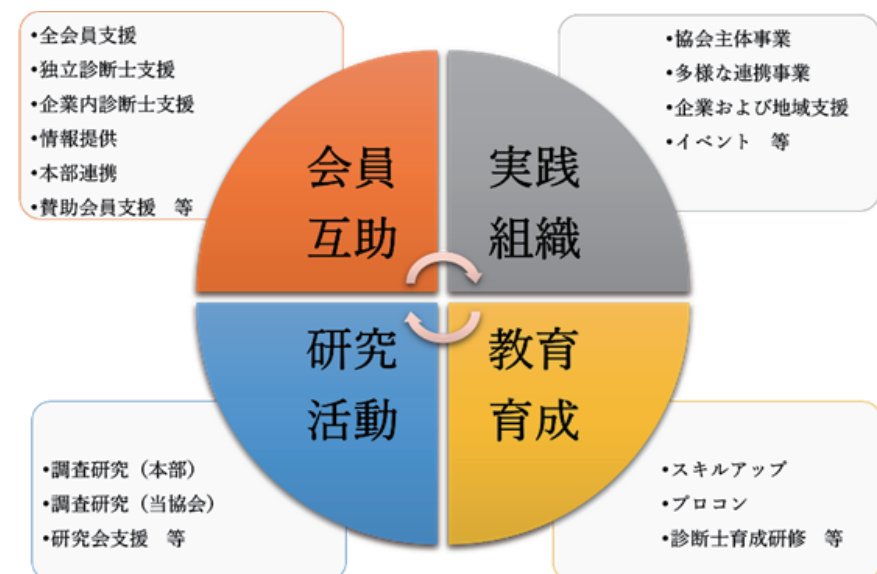 ・全会員支援
・独立診断士支援
・企業内診断士支援
・情報提供
・本部連携
・賛助会員支援　等
・協会主体事業
・多様な連携事業
・企業および地域支援
・イベント　等
会員
互助
実践
組織
研究
活動
教育
育成
・調査研究（本部）
・調査研究（当協会）
・研究会支援　等
・スキルアップ
・プロコン
・診断士育成研修　等